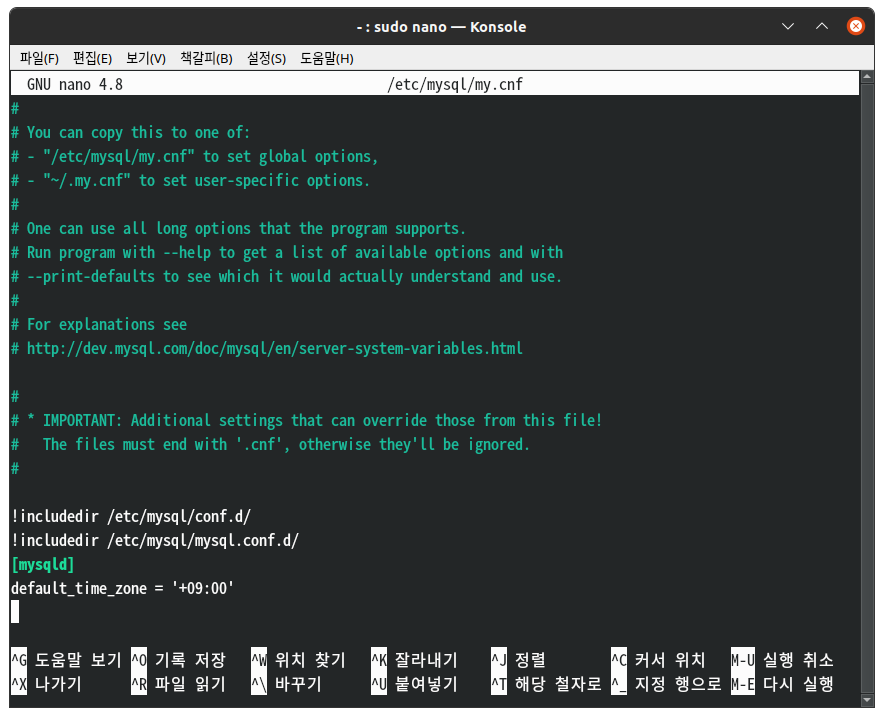 - : sudo nano — Konsole
파일(F) 편집(E) 보기(V) 책갈피(B) 설정(S) 도움말(H)
GNU nano 4.8 /etc/mysql/my.cnf
#
# You can copy this to one of:
# - "/etc/mysql/my.cnf" to set global options,
# - "~/.my.cnf" to set user-specific options.
#
# One can use all long options that the program supports.
# Run program with --help to get a list of available options and with
# --print-defaults to see which it would actually understand and use.
#
# For explanations see
# http://dev.mysql.com/doc/mysql/en/server-system-variables.html
#
# * IMPORTANT: Additional settings that can override those from this file!
#   The files must end with '.cnf', otherwise they'll be ignored.
#
!includedir /etc/mysql/conf.d/
!includedir /etc/mysql/mysql.conf.d/
[mysqld]
default_time_zone = '+09:00'
^G 도움말 보기 ^O 기록 저장 ^W 위치 찾기 ^K 잘라내기 ^J 정렬 ^C 커서 위치 M-U 실행 취소
^X 나가기 ^R 파일 읽기 ^\ 바꾸기 ^U 붙여넣기 ^T 해당 철자로 ^_ 지정 행으로 M-E 다시 실행